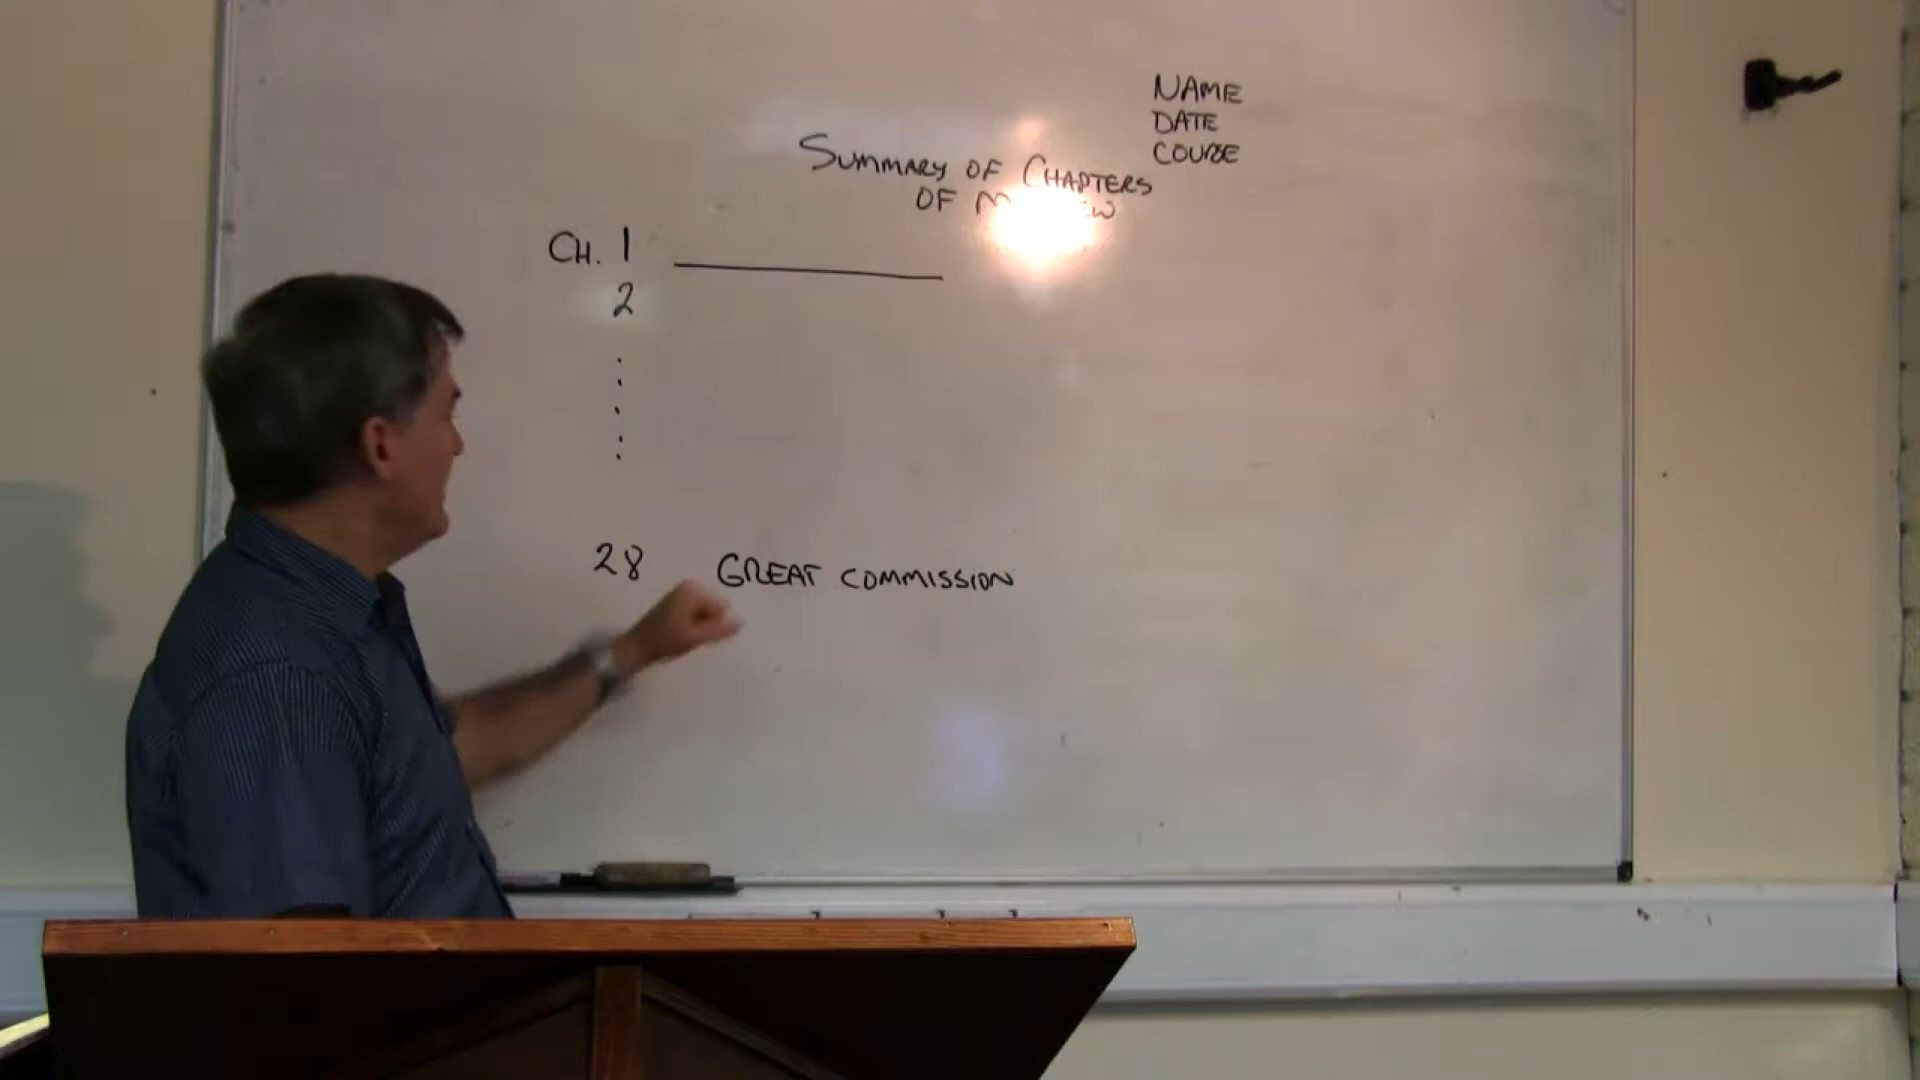 NAME
DATE
COURSE
SUMMARY OF CHAPTERS
OF
CH. 1
2
28 GREAT COMMISSION